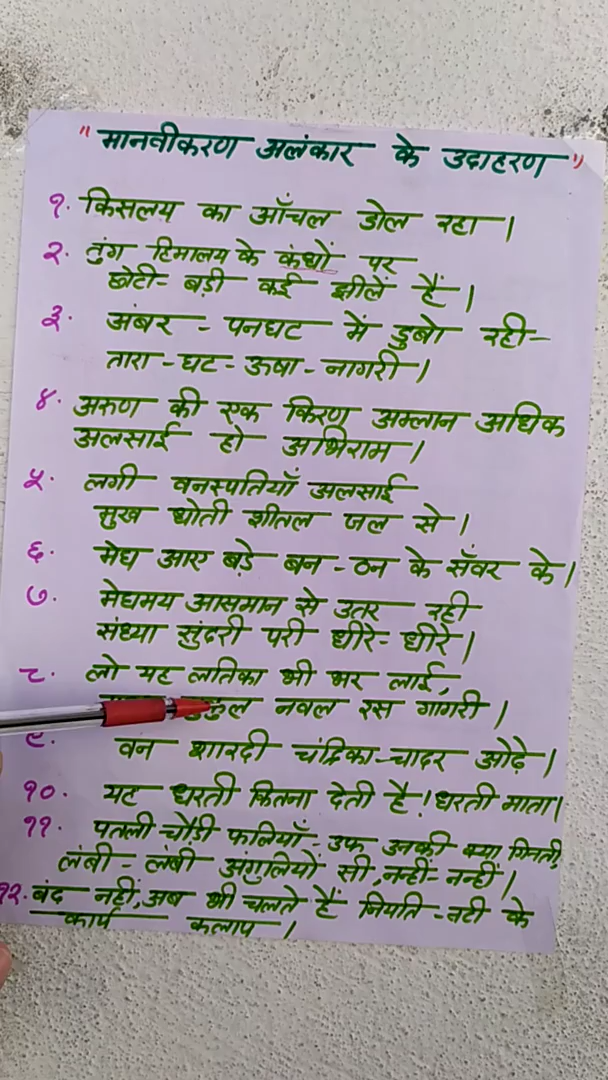 "मानवीकरण अलंकार के उदाहरण"
१. किसलय का आँचल डोल रहा।
२. तुंग हिमालय के कंधों पर
छोटी-बड़ी कई झीलें हैं।
३. अंबर-पनघट में डुबो रही-
तारा-घट-ऊषा-नागरी।
४. अरुण की एक किरण अम्लान अधिक
अलसाई हो अभिराम।
५. लगी वनस्पतियाँ अलसाई
मुख धोती शीतल जल से।
६. मेघ आए बड़े बन-ठन के सँवर के।
७. मेघमय आसमान से उतर रही
संध्या सुंदरी परी धीरे-धीरे।
८. लो यह लतिका भी भर लाई,
नवल रस गागरी।
९. वन शारदी चंद्रिका-चादर ओढ़े।
१०. यह धरती कितना देती है! धरती माता।
११. पतली चौडी फलियाँ-उफ उनकी क्या गिनती,
लंबी-लंबी अंगुलियों सी, नन्हीं-नन्हीं।
१२. बंद नहीं, अब भी चलते हैं नियति-नटी के
कार्य कलाप।